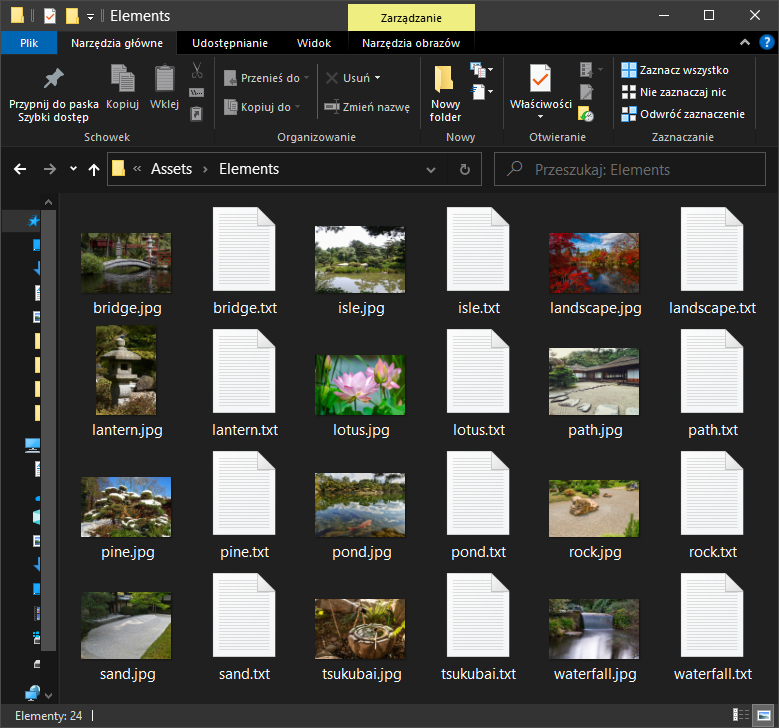 Elements
Zarządzanie
Plik
Narzędzia główne
Udostępnianie
Widok
Narzędzia obrazów
Przypnij do paska
Szybki dostęp
Kopiuj
Wklej
Przenieś do
Kopiuj do
Usuń
Zmień nazwę
Nowy
folder
Właściwości
Zaznacz wszystko
Nie zaznaczaj nic
Odwróć zaznaczenie
Schowek
Organizowanie
Nowy
Otwieranie
Zaznaczanie
« Assets › Elements
Przeszukaj: Elements
bridge.jpg
bridge.txt
isle.jpg
isle.txt
landscape.jpg
landscape.txt
lantern.jpg
lantern.txt
lotus.jpg
lotus.txt
path.jpg
path.txt
pine.jpg
pine.txt
pond.jpg
pond.txt
rock.jpg
rock.txt
sand.jpg
sand.txt
tsukubai.jpg
tsukubai.txt
waterfall.jpg
waterfall.txt
Elementy: 24